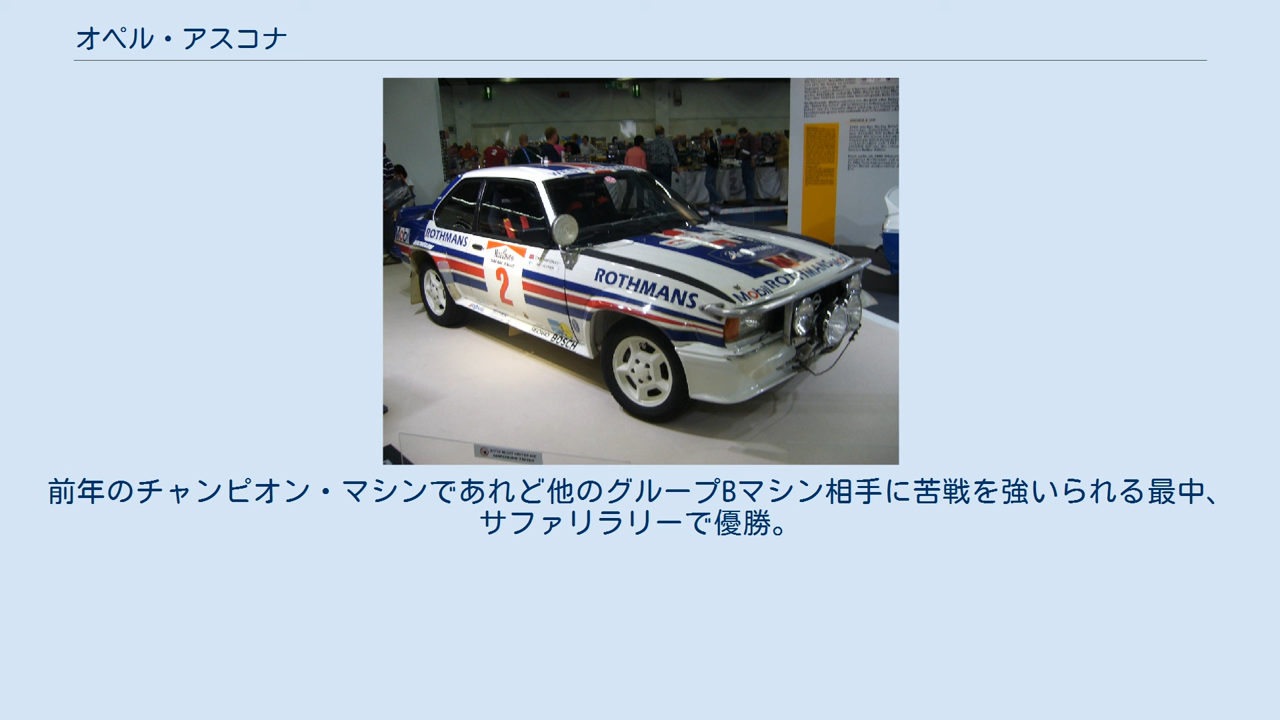 オペル・アスコナ
ROTHMANS
2
ROTHMANS
Mobil ROTHMANS Mobil
BOSCH
前年のチャンピオン・マシンであれど他のグループBマシン相手に苦戦を強いられる最中、
サファリラリーで優勝。